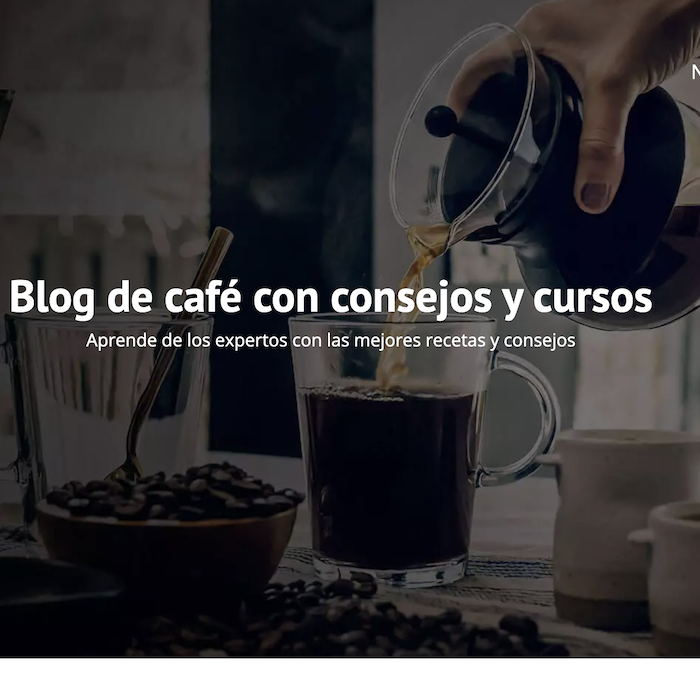 Blog de café con consejos y cursos
Aprende de los expertos con las mejores recetas y consejos